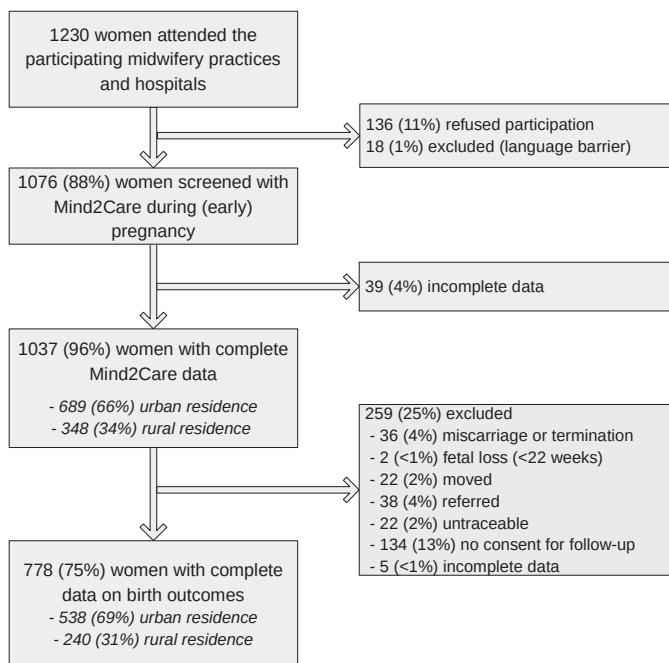 1230 women attended the
participating midwifery practices
and hospitals
136 (11%) refused participation
18 (1%) excluded (language barrier)
1076 (88%) women screened with
Mind2Care during (early)
pregnancy
39 (4%) incomplete data
1037 (96%) women with complete
Mind2Care data
- 689 (66%) urban residence
- 348 (34%) rural residence
259 (25%) excluded
- 36 (4%) miscarriage or termination
- 2 (<1%) fetal loss (<22 weeks)
- 22 (2%) moved
- 38 (4%) referred
- 22 (2%) untraceable
- 134 (13%) no consent for follow-up
- 5 (<1%) incomplete data
778 (75%) women with complete
data on birth outcomes
- 538 (69%) urban residence
- 240 (31%) rural residence